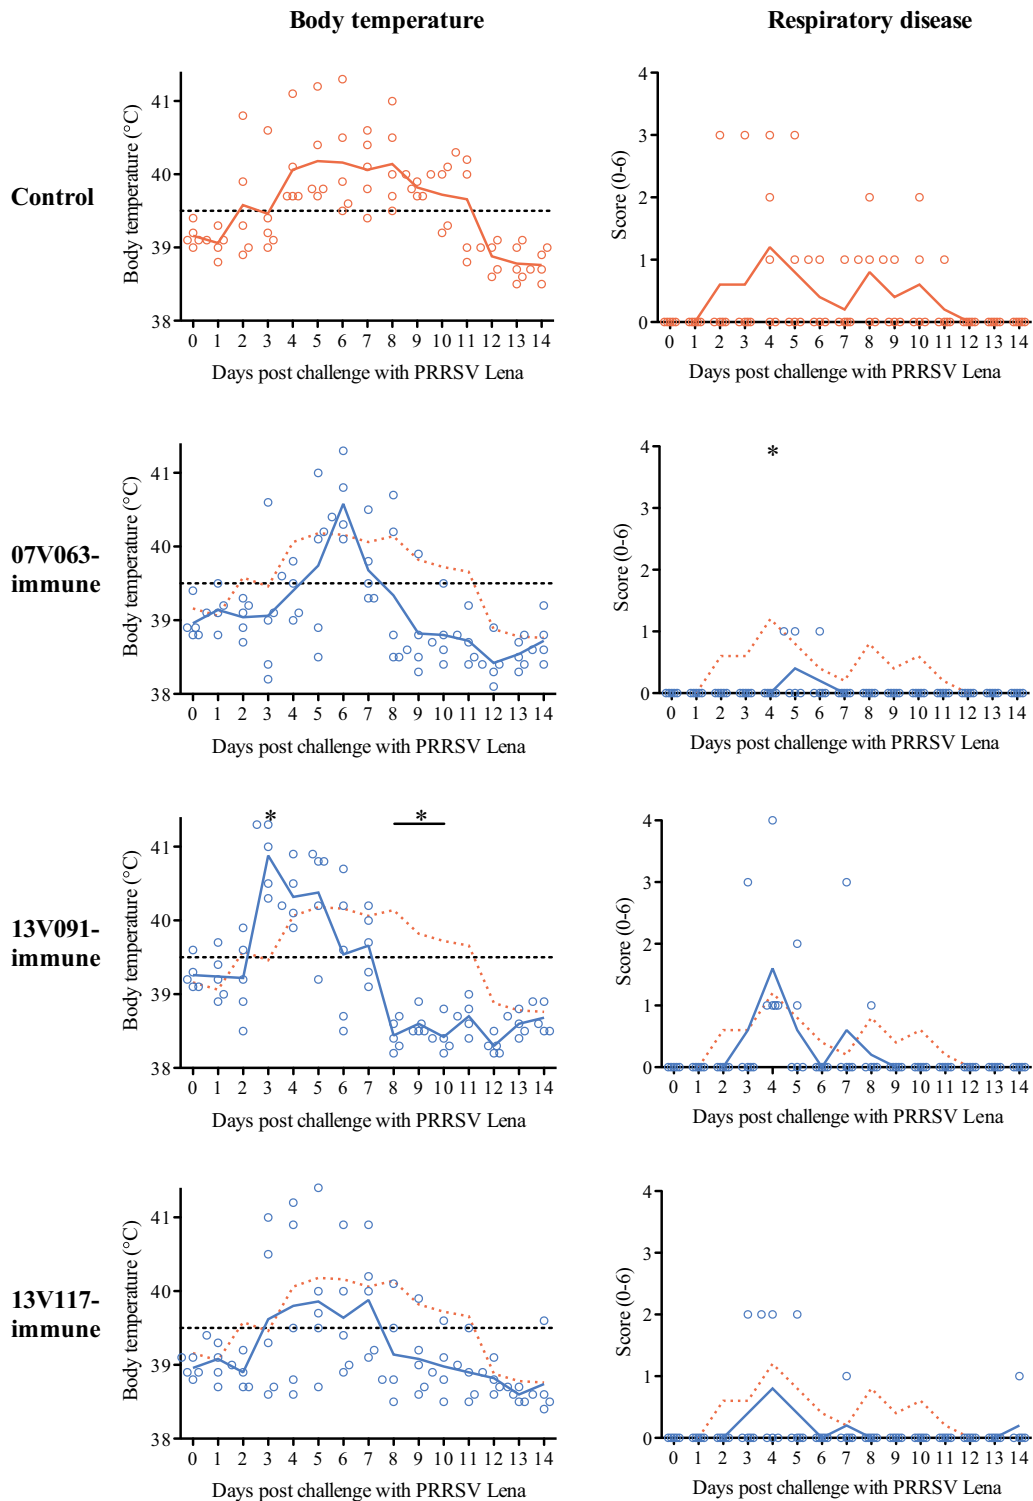 Body temperature
Respiratory disease
Control
Body temperature (°C)
41
40
39
38
0 1 2 3 4 5 6 7 8 9 10 11 12 13 14
Days post challenge with PRRSV Lena
Score (0-6)
4
3
2
1
0
0 1 2 3 4 5 6 7 8 9 10 11 12 13 14
Days post challenge with PRRSV Lena
07V063-
immune
Body temperature (°C)
41
40
39
38
0 1 2 3 4 5 6 7 8 9 10 11 12 13 14
Days post challenge with PRRSV Lena
*
Score (0-6)
4
3
2
1
0
0 1 2 3 4 5 6 7 8 9 10 11 12 13 14
Days post challenge with PRRSV Lena
13V091-
immune
* *
Body temperature (°C)
41
40
39
38
0 1 2 3 4 5 6 7 8 9 10 11 12 13 14
Days post challenge with PRRSV Lena
Score (0-6)
4
3
2
1
0
0 1 2 3 4 5 6 7 8 9 10 11 12 13 14
Days post challenge with PRRSV Lena
13V117-
immune
Body temperature (°C)
41
40
39
38
0 1 2 3 4 5 6 7 8 9 10 11 12 13 14
Days post challenge with PRRSV Lena
Score (0-6)
4
3
2
1
0
0 1 2 3 4 5 6 7 8 9 10 11 12 13 14
Days post challenge with PRRSV Lena